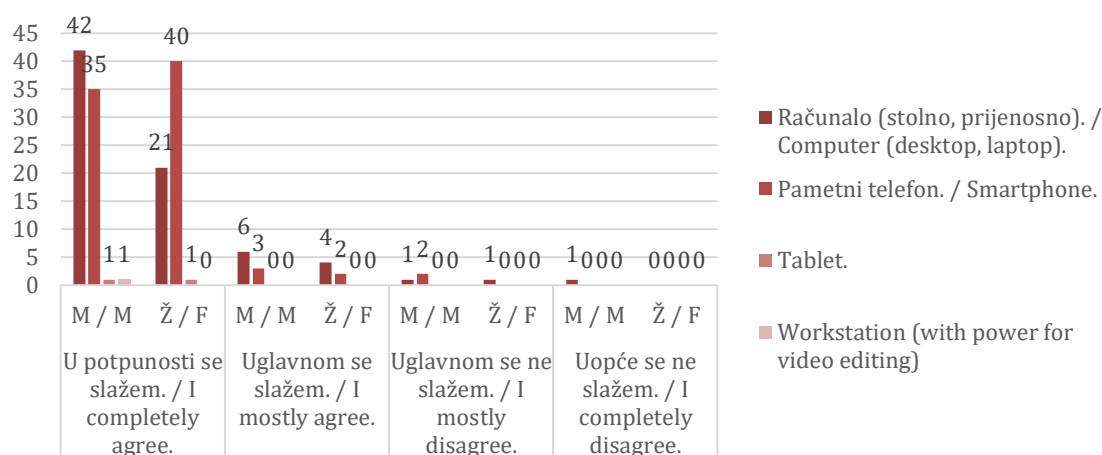 45
40
35
30
25
20
15
10
5
0
42
35
1
1
21
40
1
0
6
3
0
0
4
2
0
0
1
2
0
0
1
0
0
0
1
0
0
0
0
0
0
0
M / M
Ž / F
M / M
Ž / F
M / M
Ž / F
M / M
Ž / F
U potpunosti se
slažem. / I
completely
agree.
Uglavnom se
slažem. / I
mostly agree.
Uglavnom se ne
slažem. / I
mostly
disagree.
Uopće se ne
slažem. / I
completely
disagree.
Računalo (stolno, prijenosno). /
Computer (desktop, laptop).
Pametni telefon. / Smartphone.
Tablet.
Workstation (with power for
video editing)